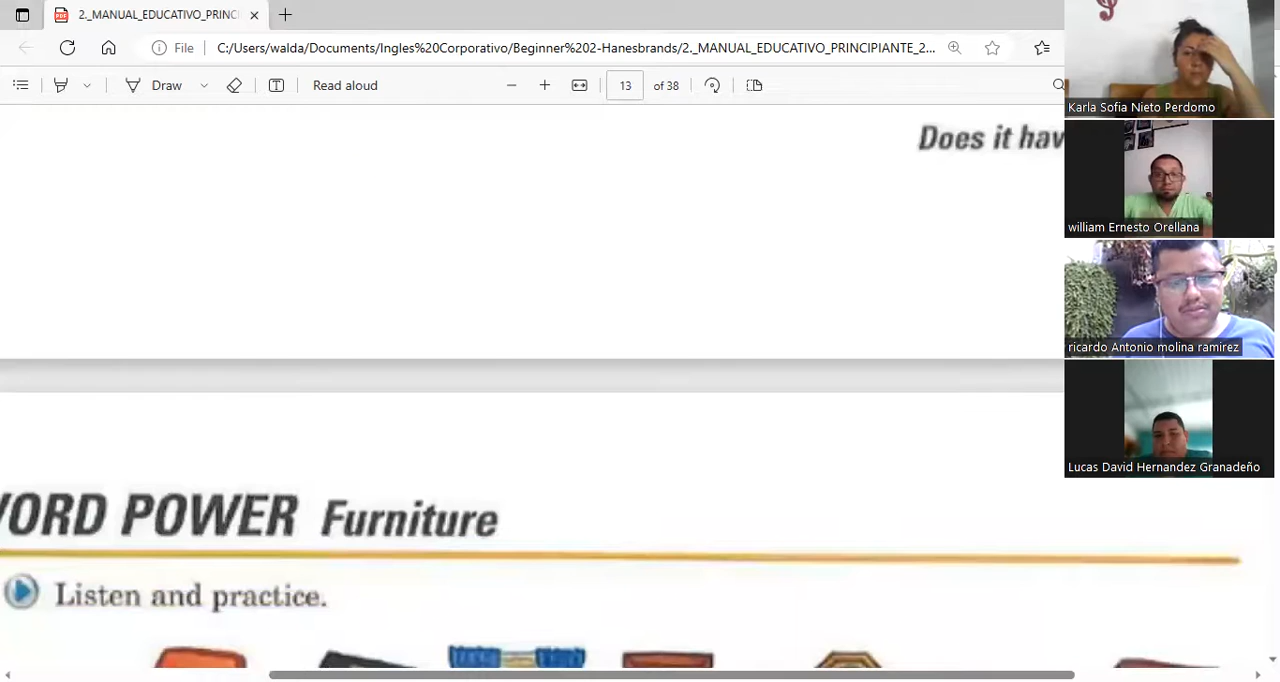 2._MANUAL_EDUCATIVO_PRINCI
File
C:/Users/walda/Documents/Ingles%20Corporativo/Beginner%202-Hanesbrands/2._MANUAL_EDUCATIVO_PRINCIPIANTE_2...
Draw
Read aloud
13 of 38
Does it hav
WORD POWER Furniture
Listen and practice.
Karla Sofia Nieto Perdomo
william Ernesto Orellana
ricardo Antonio molina ramirez
Lucas David Hernandez Granadeño